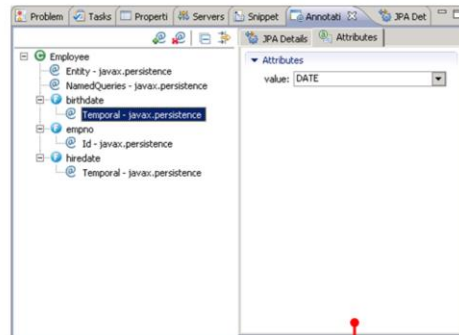 Problem Tasks Properti Servers Snippet Annotati JPA Det
JPA Details Attributes
Employee
Entity - javax.persistence
NamedQueries - javax.persistence
birthdate
Temporal - javax.persistence
empno
Id - javax.persistence
hiredate
Temporal - javax.persistence
Attributes
value: DATE